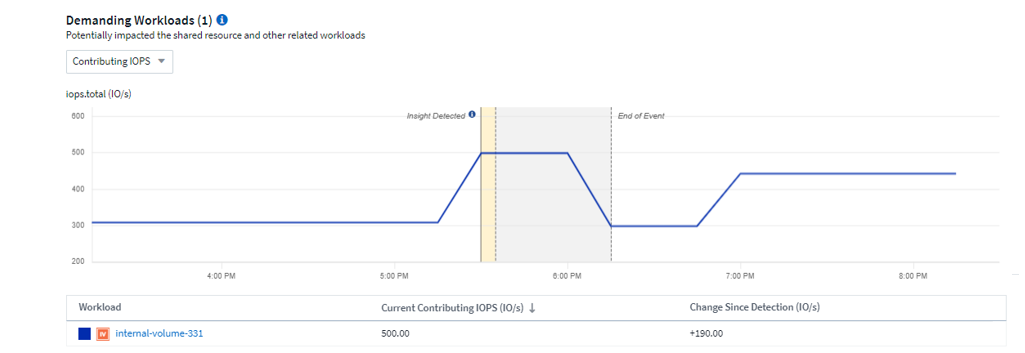 Demanding Workloads (1) i
Potentially impacted the shared resource and other related workloads
Contributing IOPS
iops.total (IO/s)
600
Insight Detected i
End of Event
500
400
300
200
4:00 PM 5:00 PM 6:00 PM 7:00 PM 8:00 PM
Workload Current Contributing IOPS (IO/s) ↓ Change Since Detection (IO/s)
IV internal-volume-331 500.00 +190.00